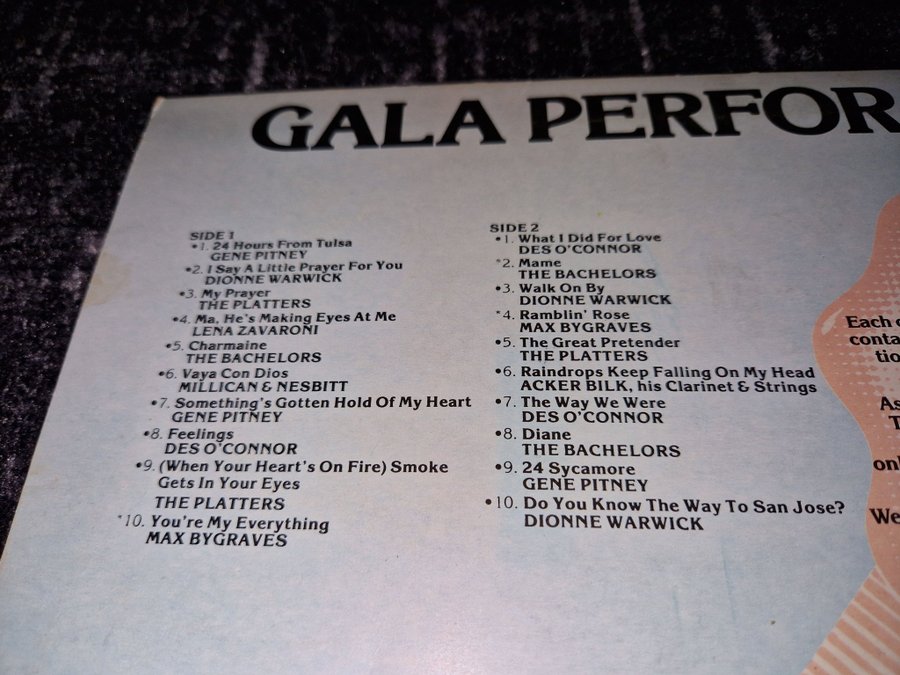 GALA PERFOR
SIDE 1
•1. 24 Hours From Tulsa
GENE PITNEY
•2. I Say A Little Prayer For You
DIONNE WARWICK
•3. My Prayer
THE PLATTERS
•4. Ma, He's Making Eyes At Me
LENA ZAVARONI
•5. Charmaine
THE BACHELORS
•6. Vaya Con Dios
MILLICAN & NESBITT
•7. Something's Gotten Hold Of My Heart
GENE PITNEY
•8. Feelings
DES O'CONNOR
•9. (When Your Heart's On Fire) Smoke
Gets In Your Eyes
THE PLATTERS
*10. You're My Everything
MAX BYGRAVES
SIDE 2
•1. What I Did For Love
DES O'CONNOR
*2. Mame
THE BACHELORS
•3. Walk On By
DIONNE WARWICK
*4. Ramblin' Rose
MAX BYGRAVES
•5. The Great Pretender
THE PLATTERS
•6. Raindrops Keep Falling On My Head
ACKER BILK, his Clarinet & Strings
•7. The Way We Were
DES O'CONNOR
•8. Diane
THE BACHELORS
•9. 24 Sycamore
GENE PITNEY
•10. Do You Know The Way To San Jose?
DIONNE WARWICK
Each
conta
tio
As
T
onl
We